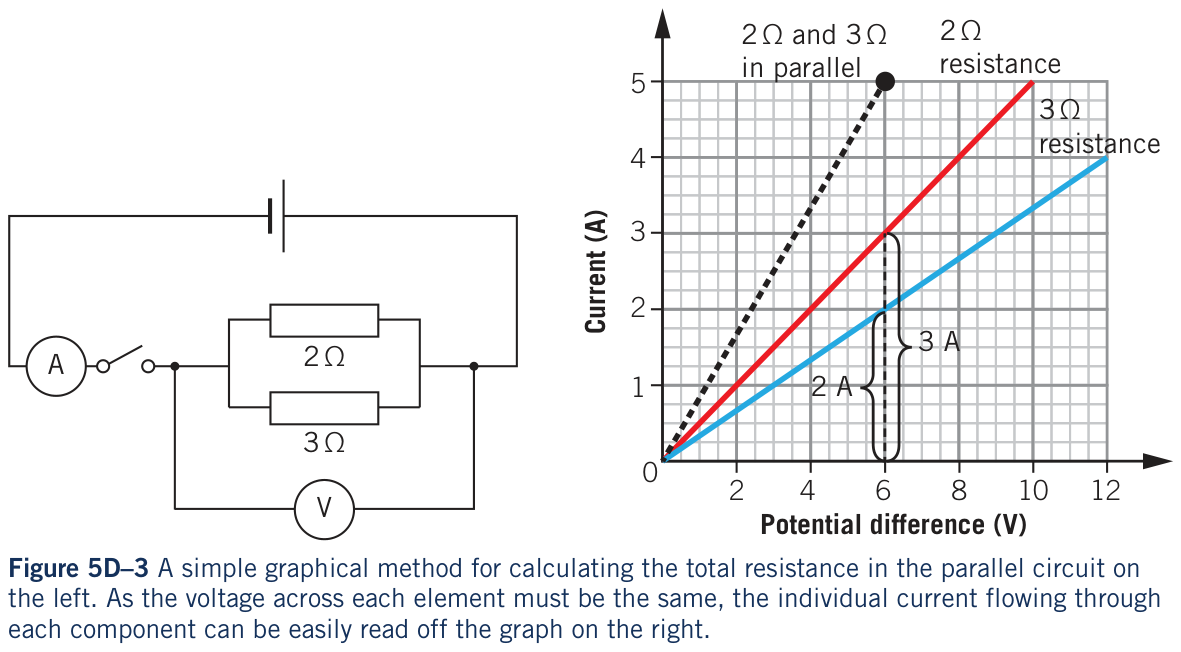 A
2 Ω
3 Ω
V
2 Ω and 3 Ω
in parallel
2 Ω
resistance
3 Ω
resistance
Current (A)
5
4
3
2
1
0
3 A
2 A
2 4 6 8 10 12
Potential difference (V)
Figure 5D–3 A simple graphical method for calculating the total resistance in the parallel circuit on
the left. As the voltage across each element must be the same, the individual current flowing through
each component can be easily read off the graph on the right.